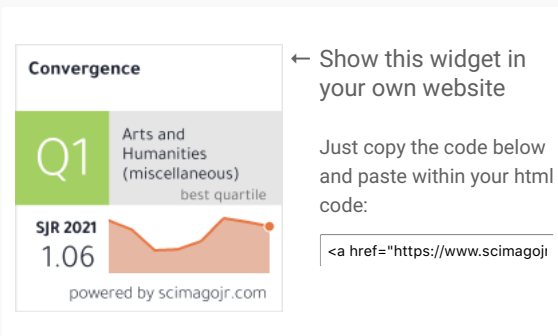 Convergence
Q1
Arts and
Humanities
(miscellaneous)
best quartile
SJR 2021
1.06
powered by scimagojr.com
← Show this widget in
your own website
Just copy the code below
and paste within your html
code:
<a href="https://www.scimagoj